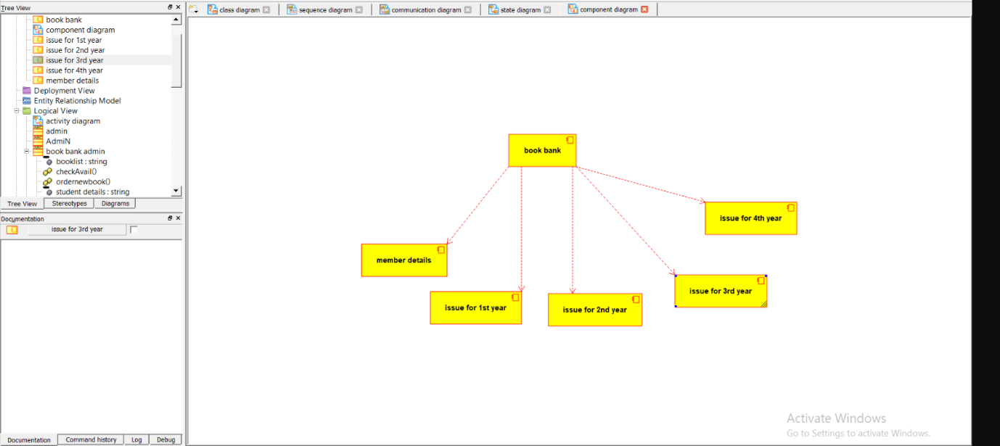 Tree View
book bank
component diagram
issue for 1st year
issue for 2nd year
issue for 3rd year
issue for 4th year
member details
Deployment View
Entity Relationship Model
Logical View
activity diagram
admin
AdmiN
book bank admin
booklist : string
checkAvail()
ordernewbook()
student details : string
Tree View Stereotypes Diagrams
Documentation
issue for 3rd year
Documentation Command history Log Debug
class diagram sequence diagram communication diagram state diagram component diagram
book bank
issue for 4th year
member details
issue for 3rd year
issue for 1st year
issue for 2nd year
Activate Windows
Go to Settings to activate Windows.